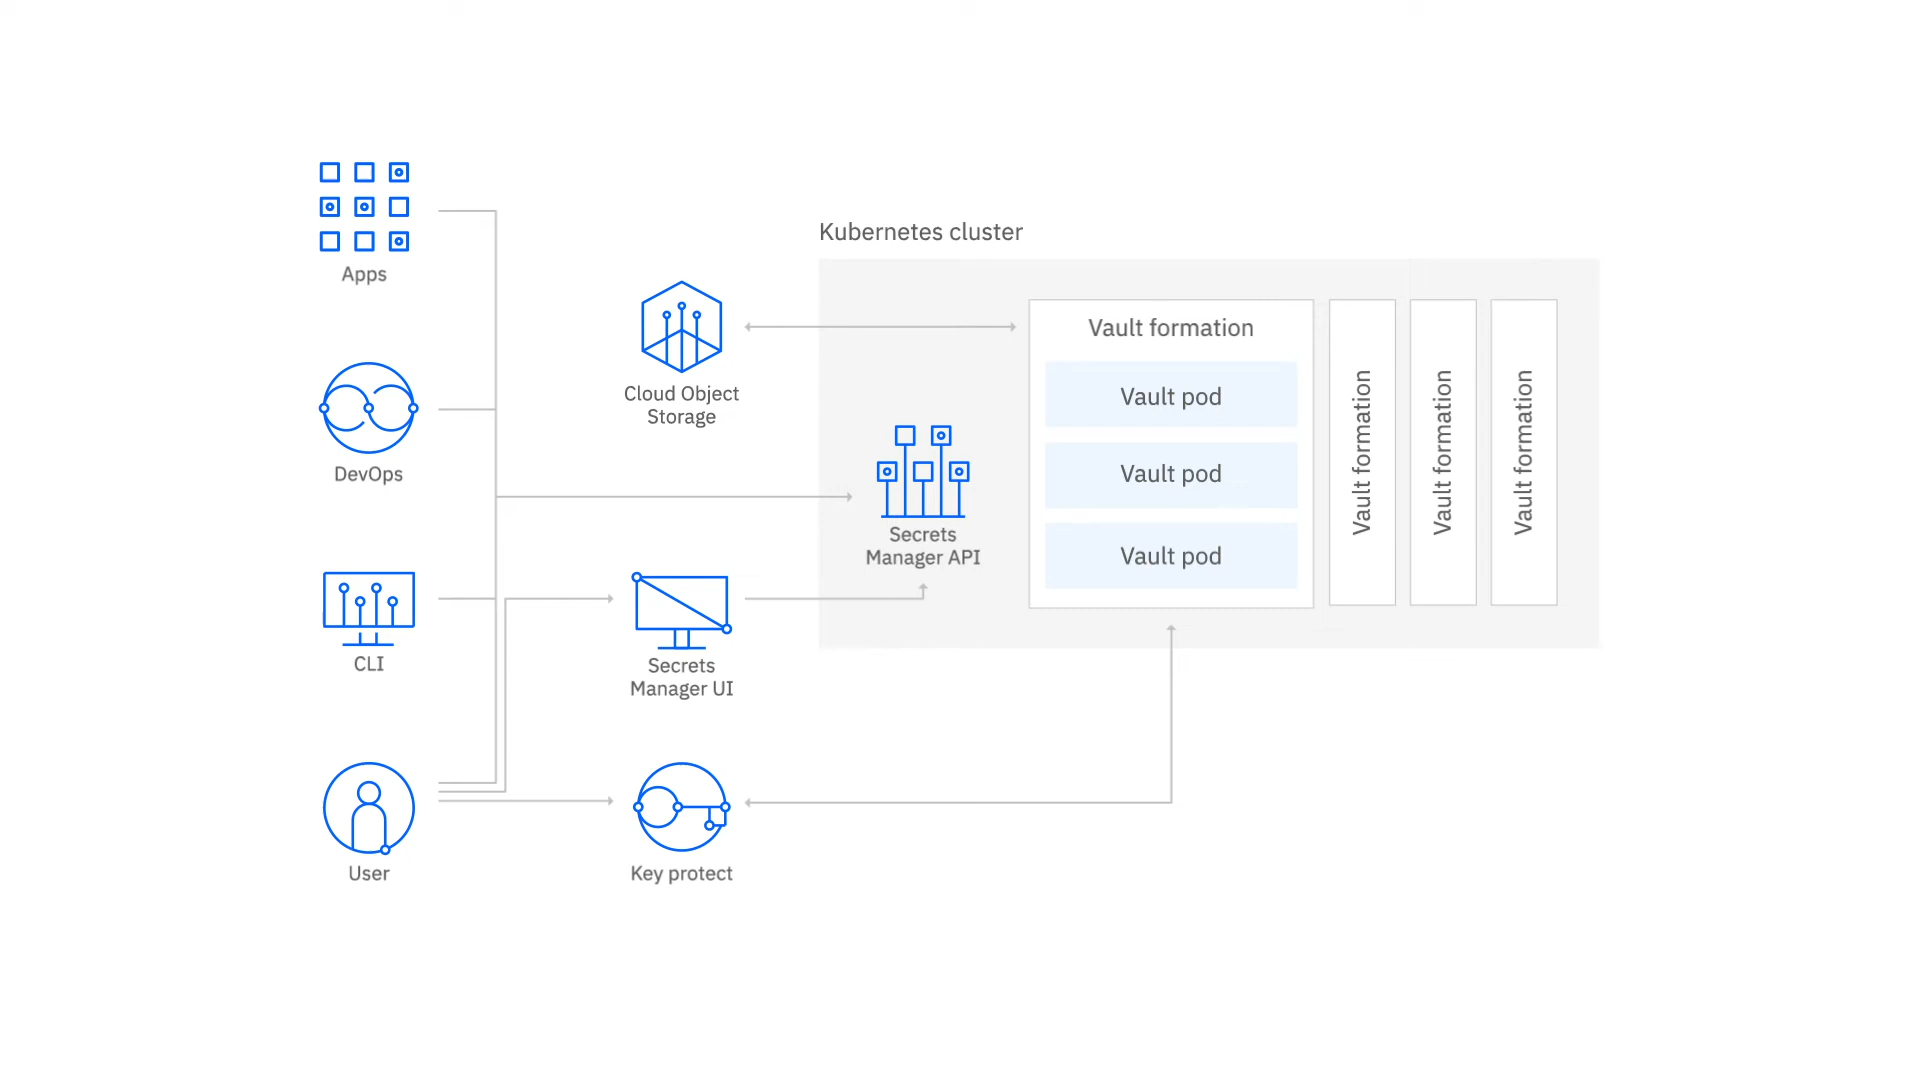 Apps
DevOps
CLI
User
Cloud Object
Storage
Secrets
Manager UI
Key protect
Kubernetes cluster
Secrets
Manager API
Vault formation
Vault pod
Vault pod
Vault pod
Vault formation
Vault formation
Vault formation